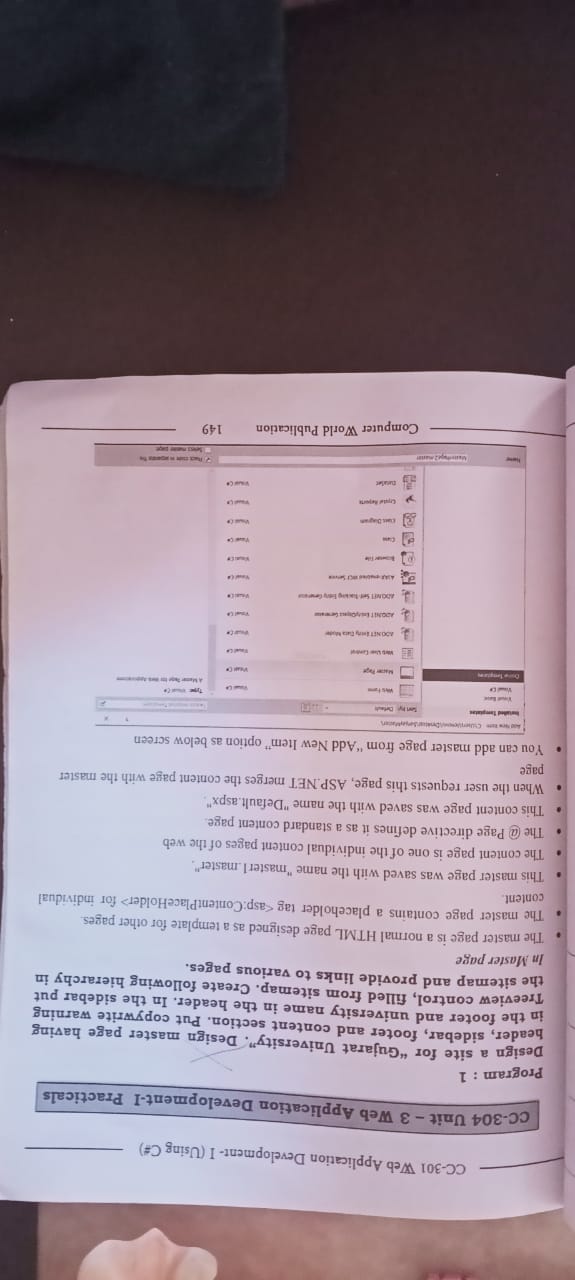 CC-301 Web Application Development- I (Using C#)
CC-304 Unit – 3 Web Application Development-I Practicals
Program : 1
Design a site for “Gujarat University”. Design master page having
header, sidebar, footer and content section. Put copywrite warning
in the footer and university name in the header. In the sidebar put
Treeview control, filled from sitemap. Create following hierarchy in
the sitemap and provide links to various pages.
In Master page
• The master page is a normal HTML page designed as a template for other pages.
• The master page contains a placeholder tag <asp:ContentPlaceHolder> for individual
content.
• This master page was saved with the name "master1.master".
• The content page is one of the individual content pages of the web
• The @ Page directive defines it as a standard content page.
• This content page was saved with the name "Default.aspx".
• When the user requests this page, ASP.NET merges the content page with the master
page
• You can add master page from "Add New Item" option as below screen
Add New Item
Installed Templates
Sort by: Default
Visual Basic
Visual C#
Online Templates
Web Form Visual C#
Type: Visual C#
Master Page Visual C#
A Master Page for Web Applications
Web User Control Visual C#
ADO.NET Entity Data Model Visual C#
ADO.NET EntityObject Generator Visual C#
ADO.NET Self-Tracking Entity Generator Visual C#
AJAX-enabled WCF Service Visual C#
Browser File Visual C#
Class Visual C#
Class Diagram Visual C#
Crystal Reports Visual C#
DataSet Visual C#
Name: MasterPage2.master
Place code in separate file
Select master page
Computer World Publication 149